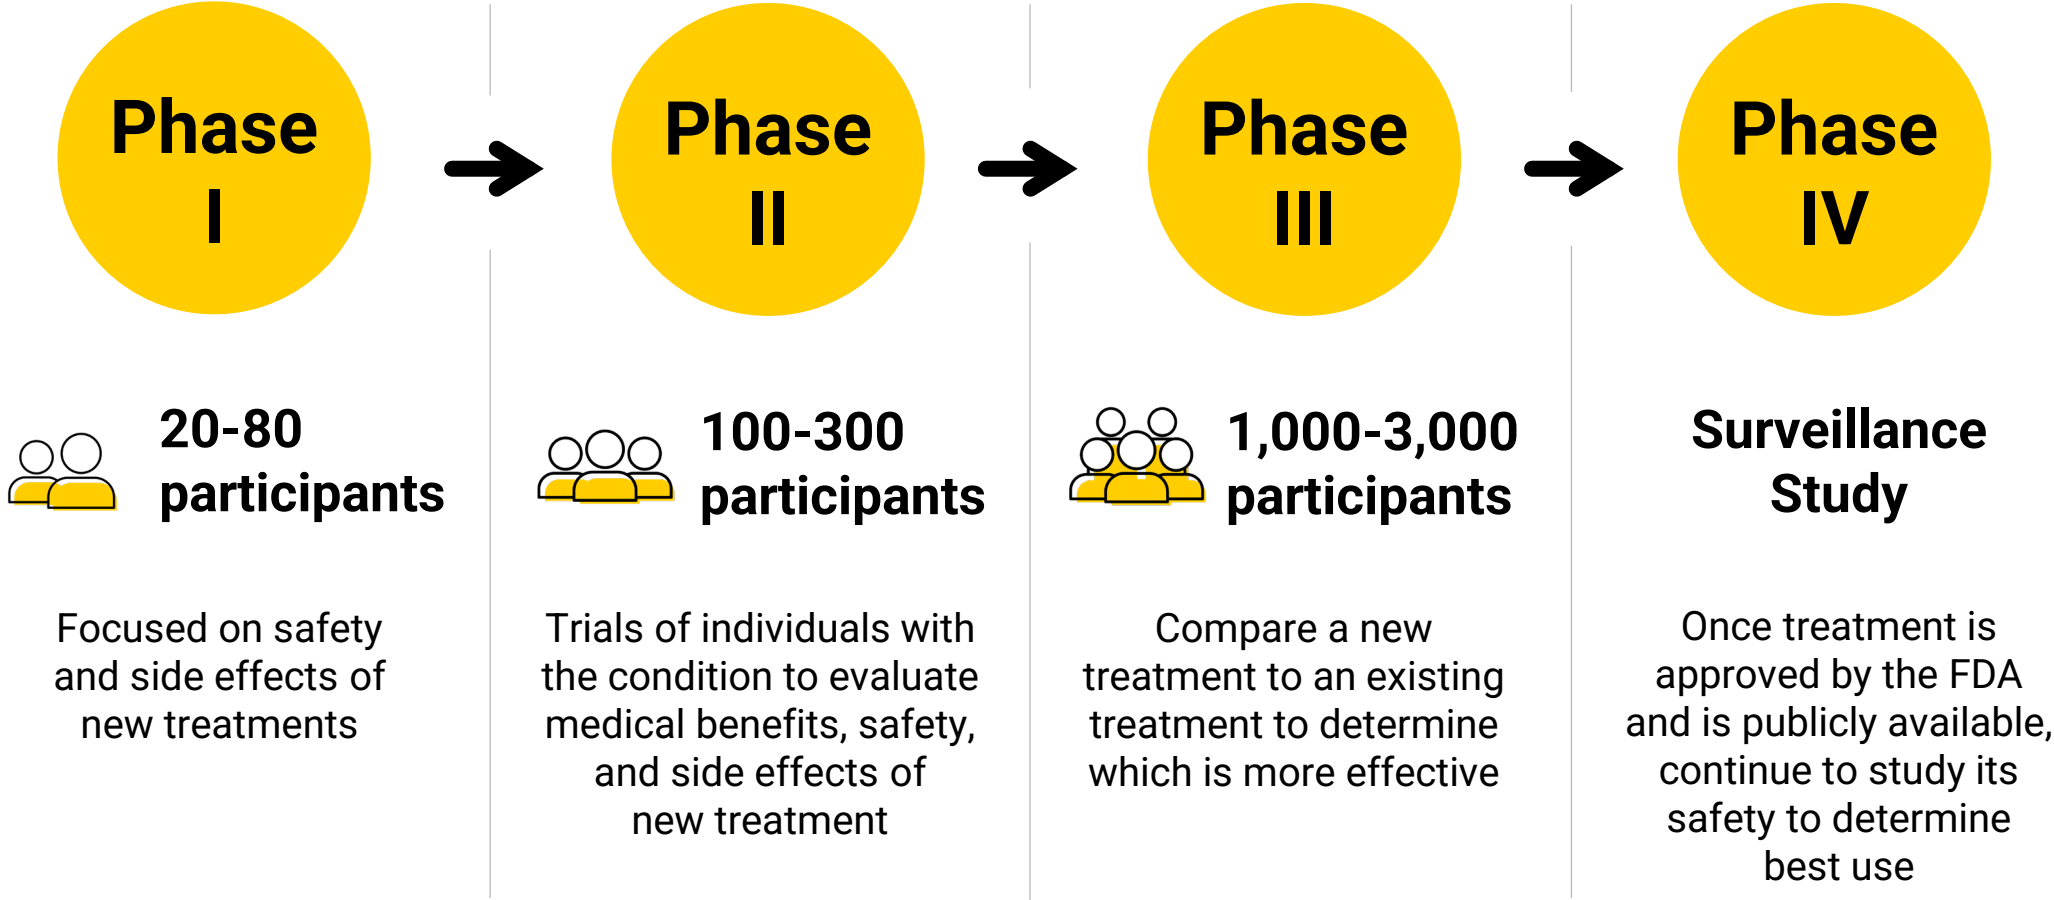 Phase
I
Phase
II
Phase
III
Phase
IV
20-80
participants
100-300
participants
1,000-3,000
participants
Surveillance
Study
Focused on safety
and side effects of
new treatments
Trials of individuals with
the condition to evaluate
medical benefits, safety,
and side effects of
new treatment
Compare a new
treatment to an existing
treatment to determine
which is more effective
Once treatment is
approved by the FDA
and is publicly available,
continue to study its
safety to determine
best use